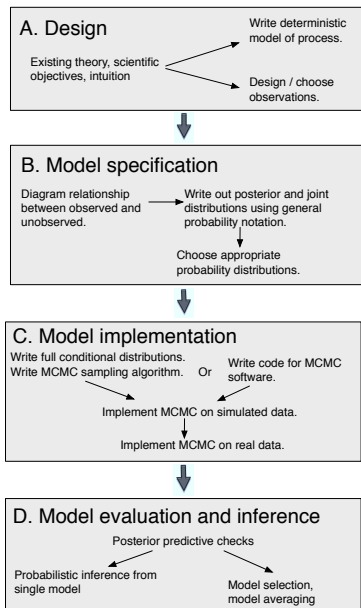 A. Design
Write deterministic
model of process.
Existing theory, scientific
objectives, intuition
Design / choose
observations.
B. Model specification
Diagram relationship
between observed and
unobserved.
Write out posterior and joint
distributions using general
probability notation.
Choose appropriate
probability distributions.
C. Model implementation
Write full conditional distributions.
Write MCMC sampling algorithm.
Or
Write code for MCMC
software.
Implement MCMC on simulated data.
Implement MCMC on real data.
D. Model evaluation and inference
Posterior predictive checks
Probabilistic inference from
single model
Model selection,
model averaging